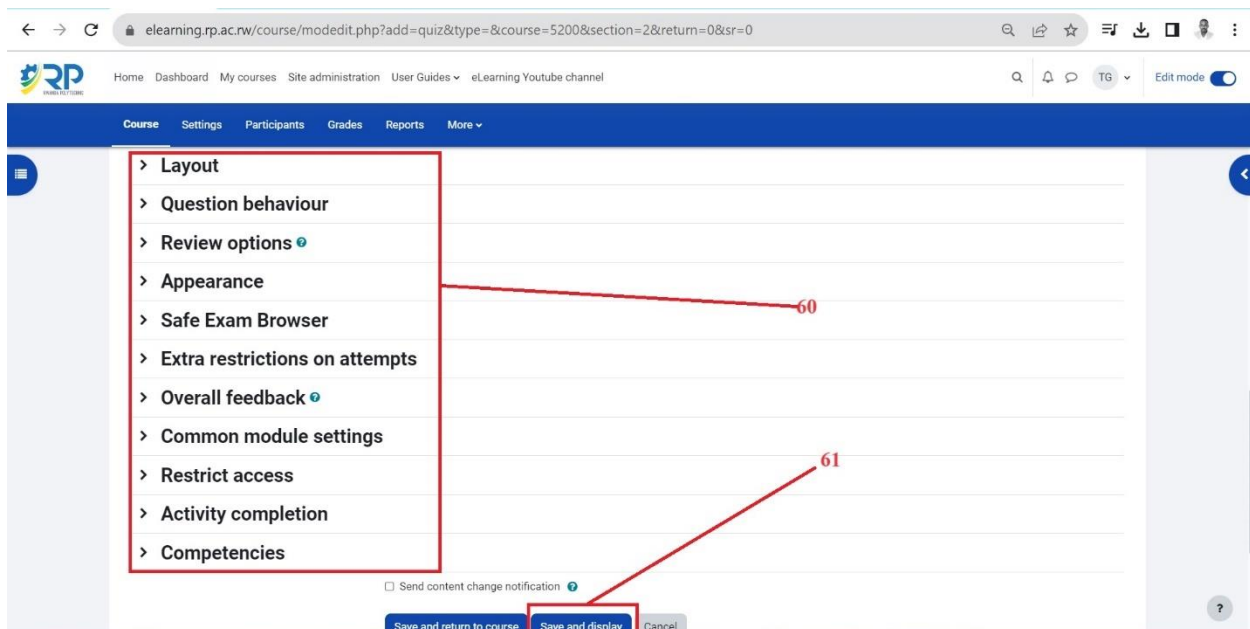 elearning.rp.ac.rw/course/modedit.php?add=quiz&type=&course=5200&section=2&return=0&sr=0
RP
Home Dashboard My courses Site administration User Guides eLearning Youtube channel TG Edit mode
Course Settings Participants Grades Reports More
Layout
Question behaviour
Review options ?
Appearance
60
Safe Exam Browser
Extra restrictions on attempts
Overall feedback ?
Common module settings
61
Restrict access
Activity completion
Competencies
Send content change notification ?
Save and return to course Save and display Cancel
?